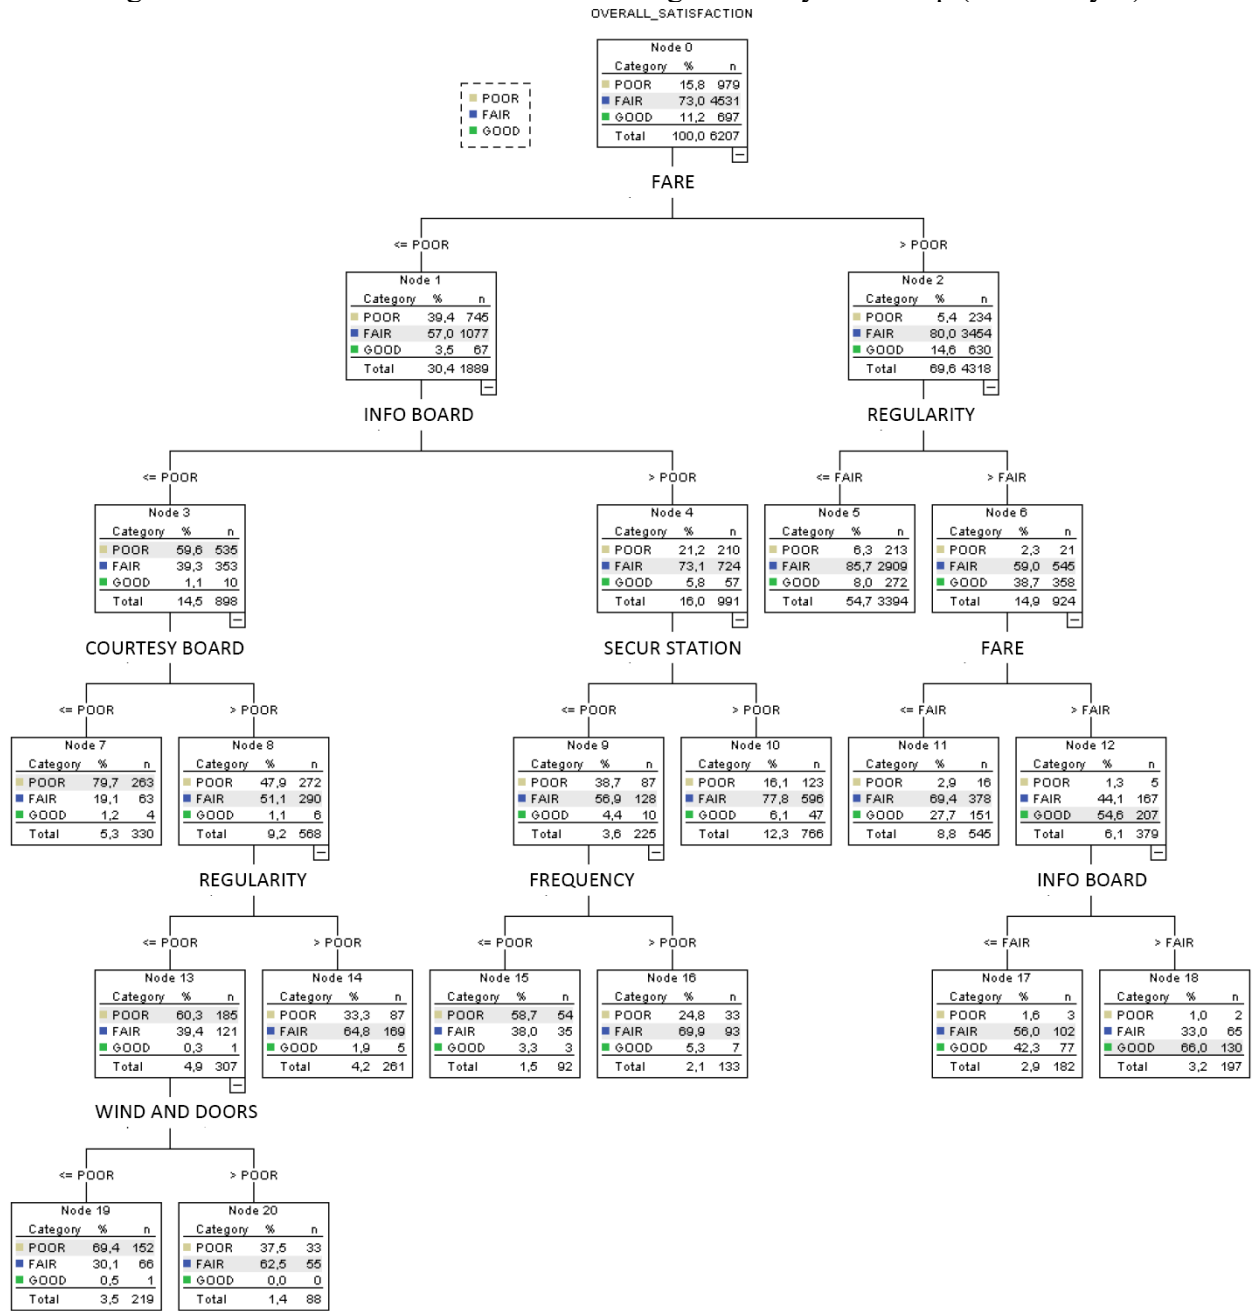 OVERALL_SATISFACTION
POOR
FAIR
GOOD
Node 0
Category % n
POOR 15,8 979
FAIR 73,0 4531
GOOD 11,2 697
Total 100,0 6207
FARE
<= POOR
> POOR
Node 1
Category % n
POOR 39,4 745
FAIR 57,0 1077
GOOD 3,5 67
Total 30,4 1889
Node 2
Category % n
POOR 5,4 234
FAIR 80,0 3454
GOOD 14,6 630
Total 69,6 4318
INFO BOARD
REGULARITY
<= POOR
> POOR
<= FAIR
> FAIR
Node 3
Category % n
POOR 59,6 535
FAIR 39,3 353
GOOD 1,1 10
Total 14,5 898
Node 4
Category % n
POOR 21,2 210
FAIR 73,1 724
GOOD 5,8 57
Total 16,0 991
Node 5
Category % n
POOR 6,3 213
FAIR 85,7 2909
GOOD 8,0 272
Total 54,7 3394
Node 6
Category % n
POOR 2,3 21
FAIR 59,0 545
GOOD 38,7 358
Total 14,9 924
COURTESY BOARD
SECUR STATION
FARE
<= POOR
> POOR
<= POOR
> POOR
<= FAIR
> FAIR
Node 7
Category % n
POOR 79,7 263
FAIR 19,1 63
GOOD 1,2 4
Total 5,3 330
Node 8
Category % n
POOR 47,9 272
FAIR 51,1 290
GOOD 1,1 6
Total 9,2 568
Node 9
Category % n
POOR 38,7 87
FAIR 56,9 128
GOOD 4,4 10
Total 3,6 225
Node 10
Category % n
POOR 16,1 123
FAIR 77,8 596
GOOD 6,1 47
Total 12,3 766
Node 11
Category % n
POOR 2,9 16
FAIR 69,4 378
GOOD 27,7 151
Total 8,8 545
Node 12
Category % n
POOR 1,3 5
FAIR 44,1 167
GOOD 54,6 207
Total 6,1 379
REGULARITY
FREQUENCY
INFO BOARD
<= POOR
> POOR
<= POOR
> POOR
<= FAIR
> FAIR
Node 13
Category % n
POOR 60,3 185
FAIR 39,4 121
GOOD 0,3 1
Total 4,9 307
Node 14
Category % n
POOR 33,3 87
FAIR 64,8 169
GOOD 1,9 5
Total 4,2 261
Node 15
Category % n
POOR 58,7 54
FAIR 38,0 35
GOOD 3,3 3
Total 1,5 92
Node 16
Category % n
POOR 24,8 33
FAIR 69,9 93
GOOD 5,3 7
Total 2,1 133
Node 17
Category % n
POOR 1,6 3
FAIR 56,0 102
GOOD 42,3 77
Total 2,9 182
Node 18
Category % n
POOR 1,0 2
FAIR 33,0 65
GOOD 66,0 130
Total 3,2 197
WIND AND DOORS
<= POOR
> POOR
Node 19
Category % n
POOR 69,4 152
FAIR 30,1 66
GOOD 0,5 1
Total 3,5 219
Node 20
Category % n
POOR 37,5 33
FAIR 62,5 55
GOOD 0,0 0
Total 1,4 88